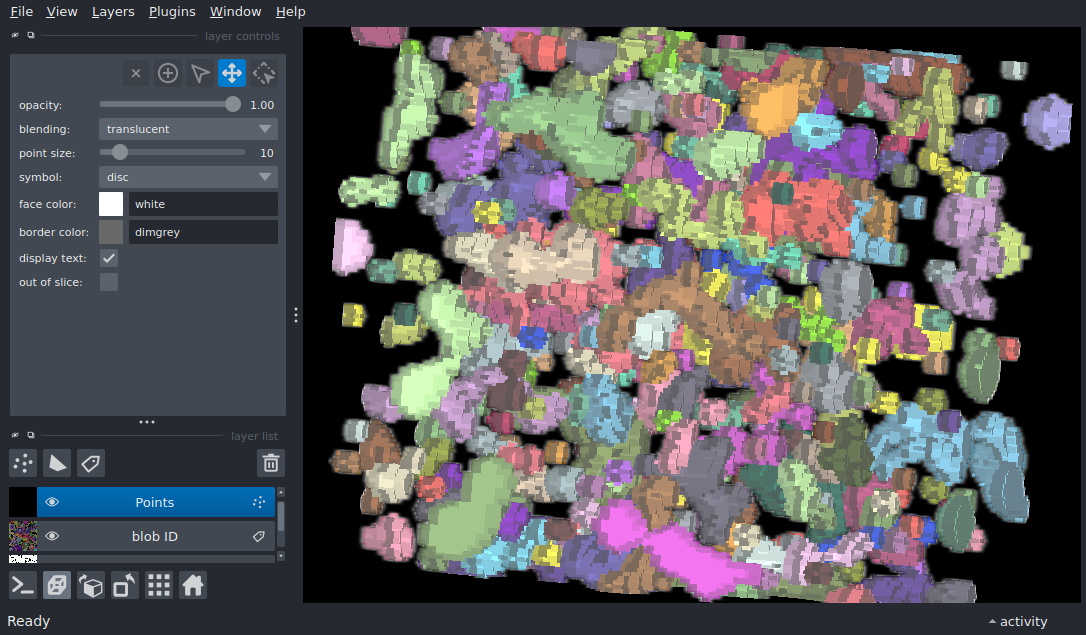 File View Layers Plugins Window Help
layer controls
opacity: 1.00
blending: translucent
point size: 10
symbol: disc
face color: white
border color: dimgrey
display text:
out of slice:
layer list
Points
blob ID
Ready
activity